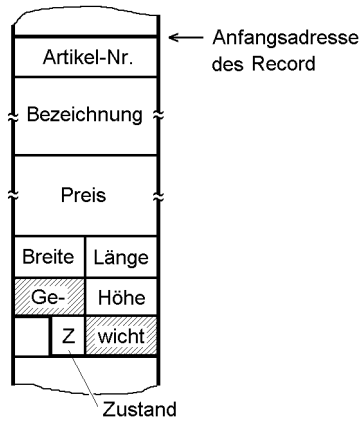 Anfangsadresse
des Record
Artikel-Nr.
Bezeichnung
Preis
Breite Länge
Ge- Höhe
Z wicht
Zustand